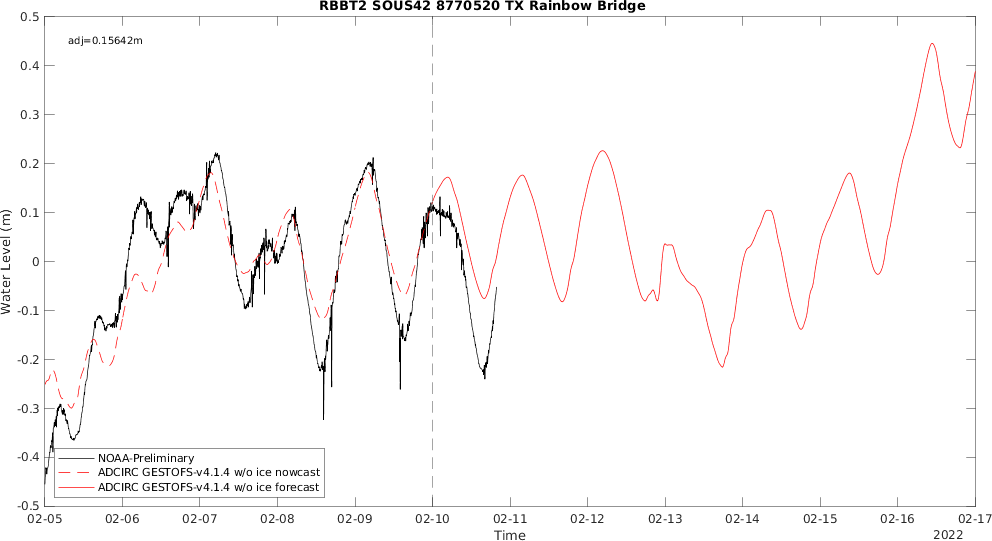 RBBT2 SOUS42 8770520 TX Rainbow Bridge
adj=0.15642m
0.5
0.4
0.3
0.2
0.1
0
-0.1
-0.2
-0.3
-0.4
-0.5
Water Level (m)
NOAA-Preliminary
ADCIRC GESTOFS-v4.1.4 w/o ice nowcast
ADCIRC GESTOFS-v4.1.4 w/o ice forecast
02-05 02-06 02-07 02-08 02-09 02-10 02-11 02-12 02-13 02-14 02-15 02-16 02-17
Time
2022